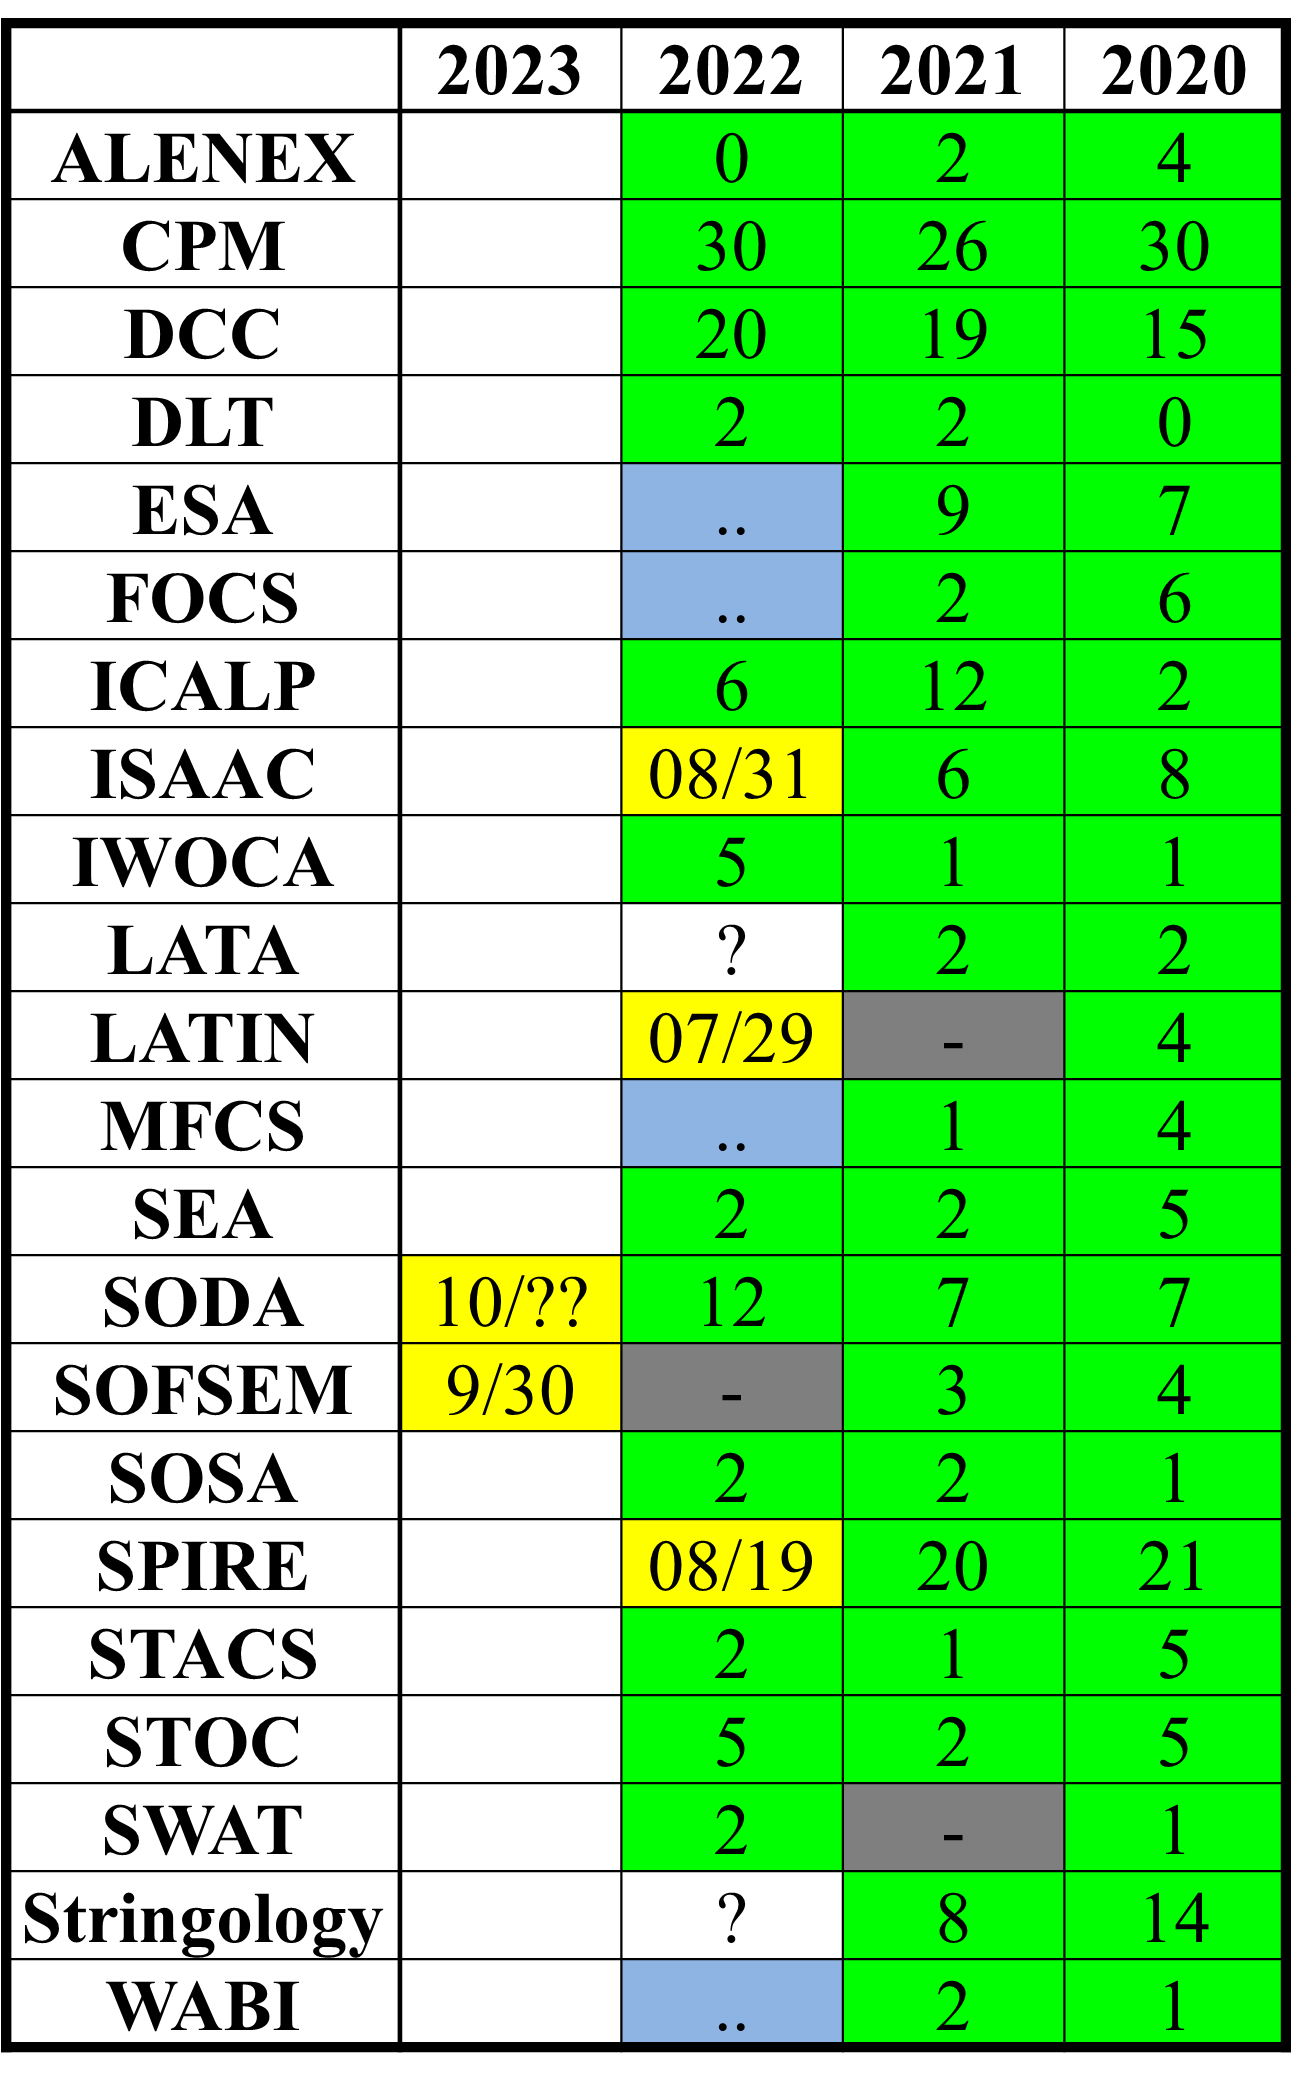 2023 2022 2021 2020
ALENEX 0 2 4
CPM 30 26 30
DCC 20 19 15
DLT 2 2 0
ESA .. 9 7
FOCS .. 2 6
ICALP 6 12 2
ISAAC 08/31 6 8
IWOCA 5 1 1
LATA ? 2 2
LATIN 07/29 - 4
MFCS .. 1 4
SEA 2 2 5
SODA 10/?? 12 7 7
SOFSEM 9/30 - 3 4
SOSA 2 2 1
SPIRE 08/19 20 21
STACS 2 1 5
STOC 5 2 5
SWAT 2 - 1
Stringology ? 8 14
WABI .. 2 1